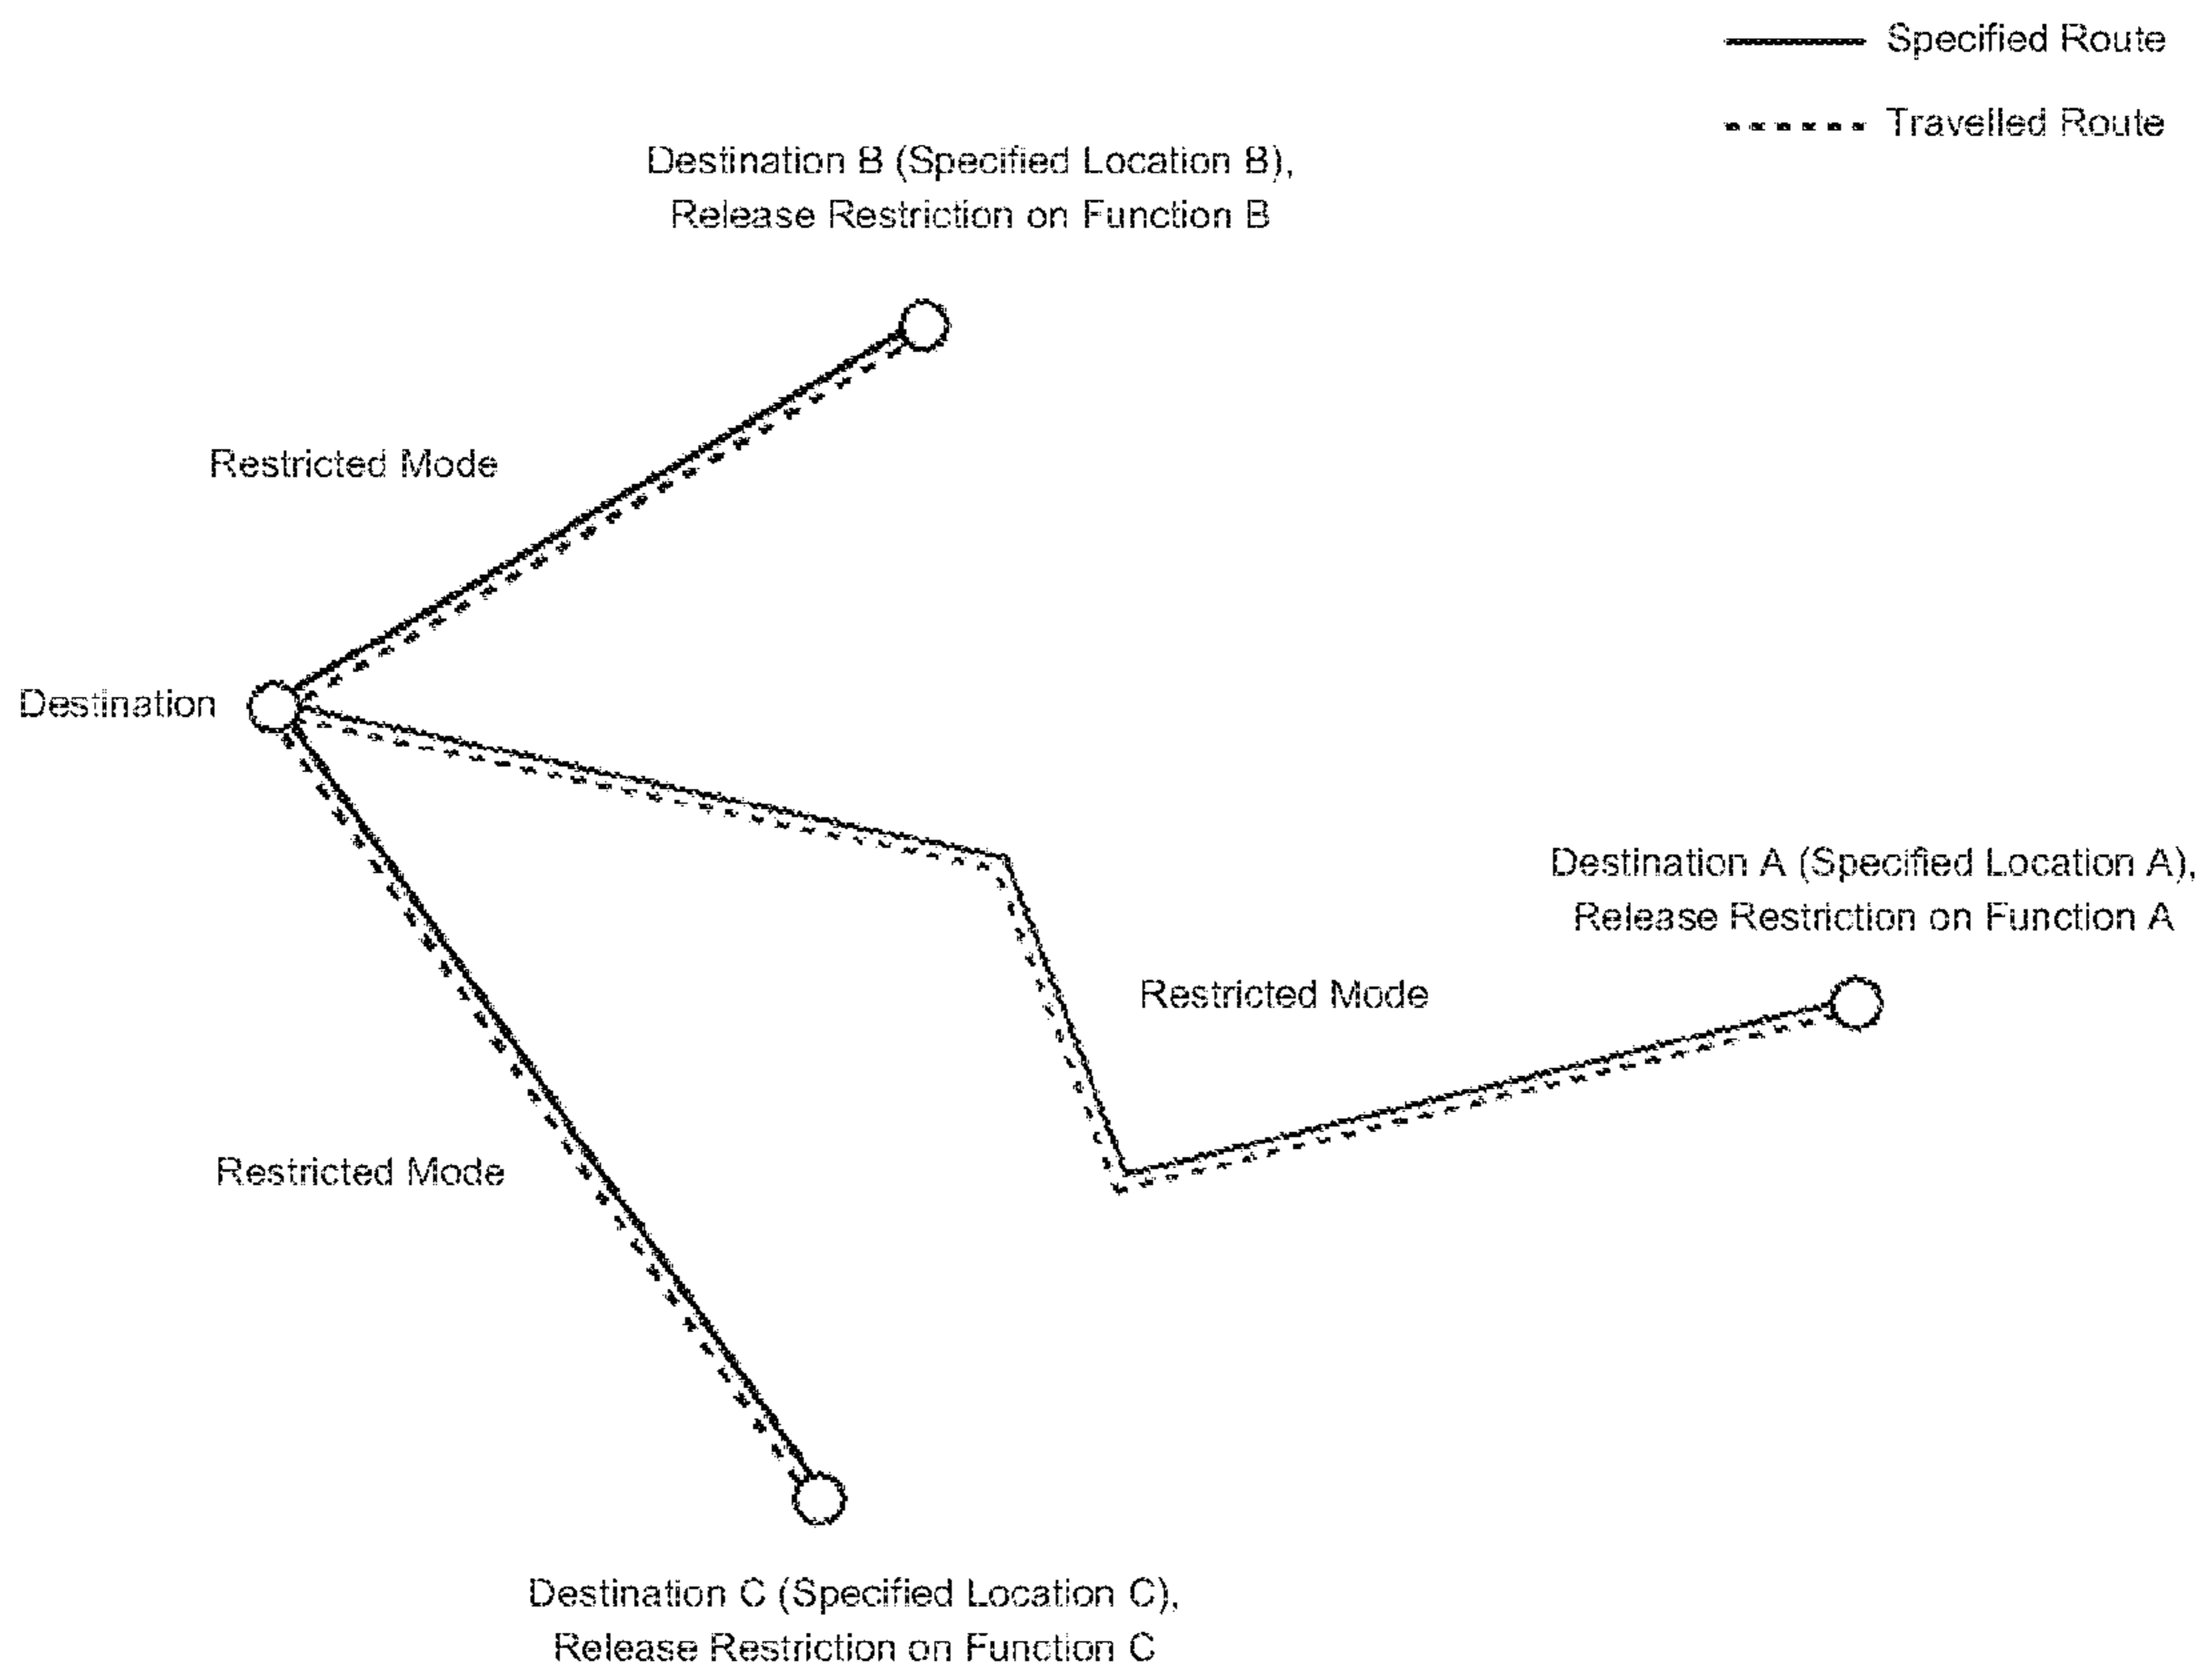 Specified Route
Travelled Route
Destination B (Specified Location B),
Release Restriction on Function B
Restricted Mode
Destination
Destination A (Specified Location A),
Release Restriction on Function A
Restricted Mode
Restricted Mode
Destination C (Specified Location C),
Release Restriction on Function C